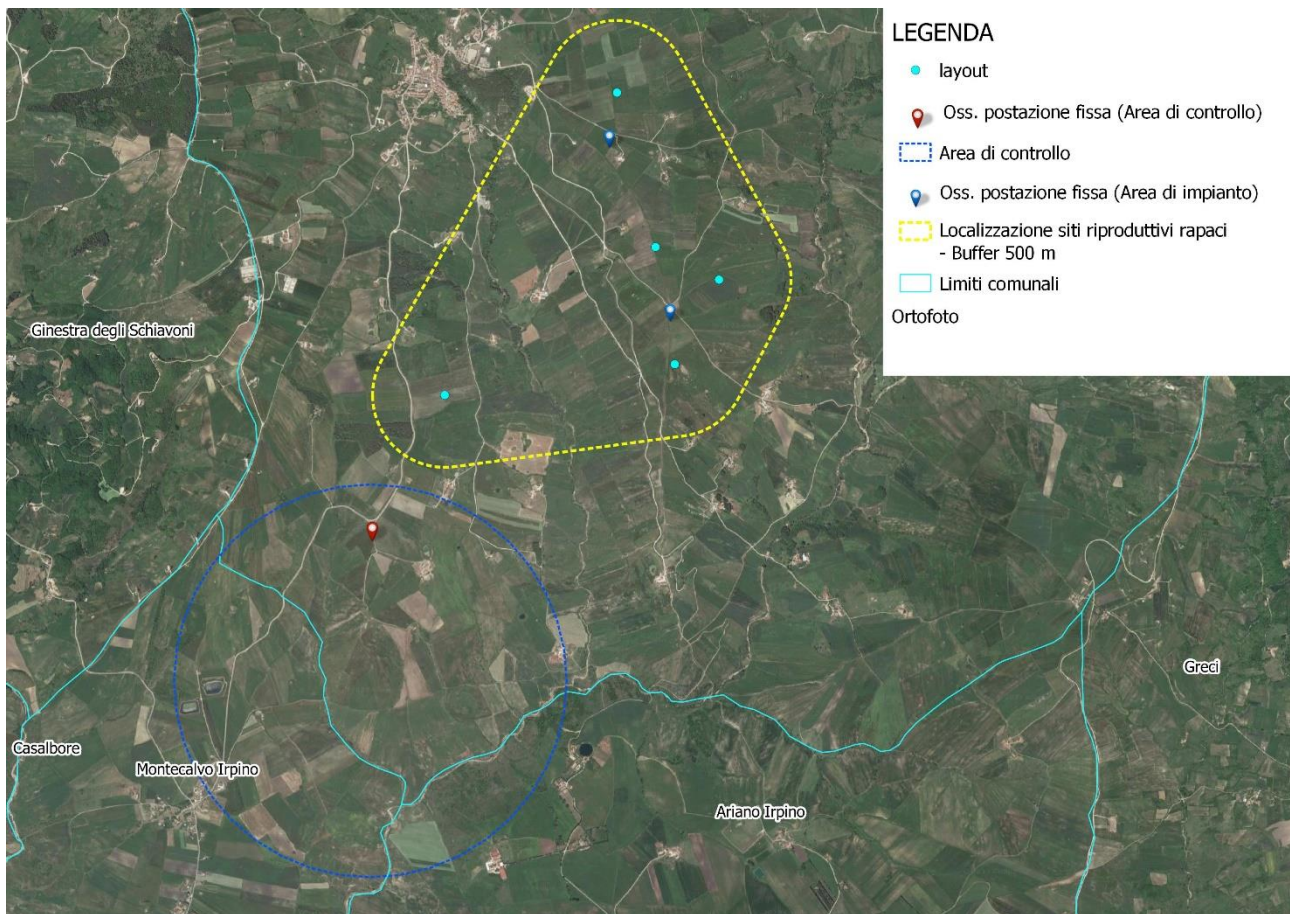 LEGENDA
layout
Oss. postazione fissa (Area di controllo)
Area di controllo
Oss. postazione fissa (Area di impianto)
Localizzazione siti riproduttivi rapaci
- Buffer 500 m
Limiti comunali
Ortofoto
Ginestra degli Schiavoni
Greci
Casalbore
Montecalvo Irpino
Ariano Irpino